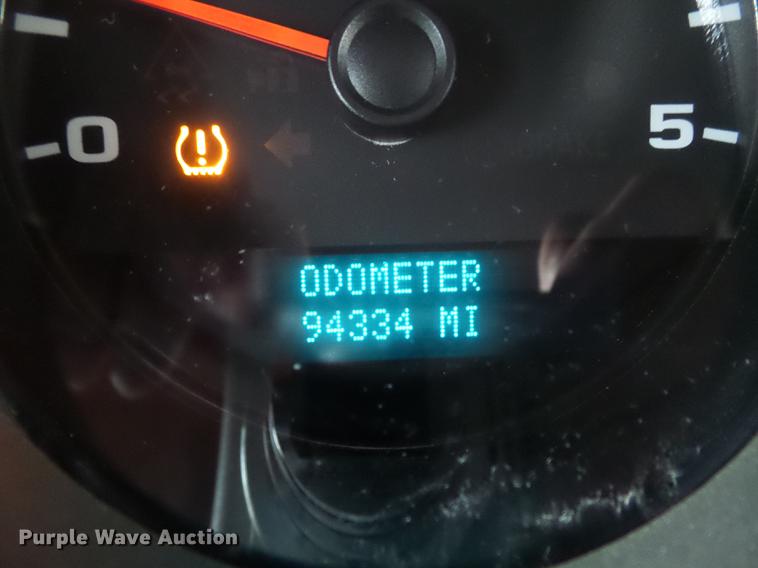 0
5
ODOMETER
94334 MI
Purple Wave Auction